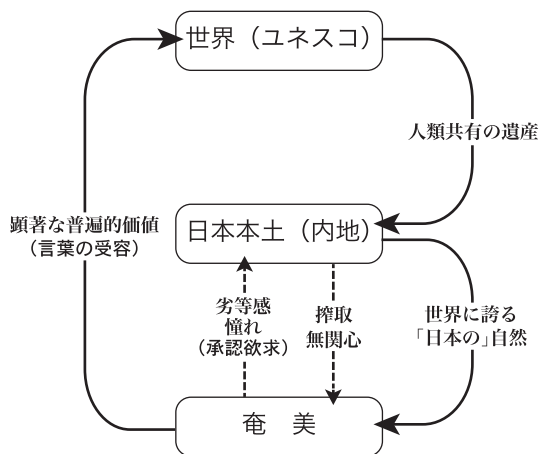 世界（ユネスコ）
人類共有の遺産
顕著な普遍的価値
（言葉の受容）
日本本土（内地）
劣等感
憧れ
（承認欲求）
搾取
無関心
世界に誇る
「日本の」自然
奄　美